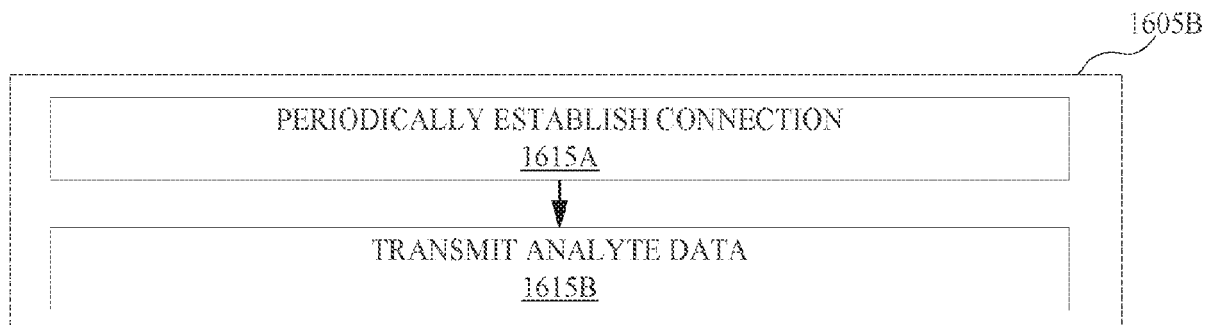 1605B
PERIODICALLY ESTABLISH CONNECTION
1615A
TRANSMIT ANALYTE DATA
1615B